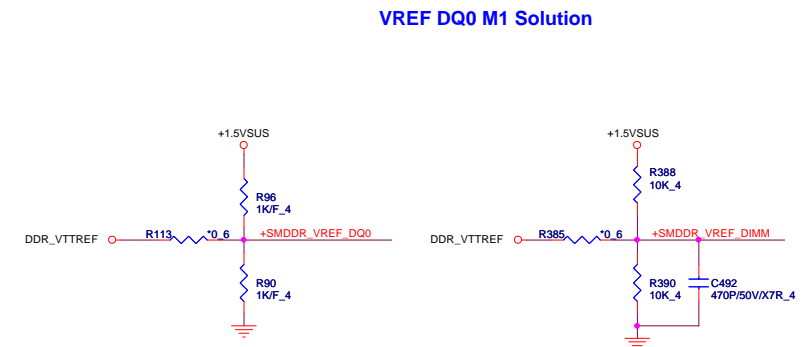 VREF DQ0 M1 Solution
+1.5VSUS
R96
1K/F_4
DDR_VTTREF
R113
*0_6
+SMDDR_VREF_DQ0
R90
1K/F_4
+1.5VSUS
R388
10K_4
DDR_VTTREF
R385
*0_6
+SMDDR_VREF_DIMM
R390
10K_4
C492
470P/50V/X7R_4